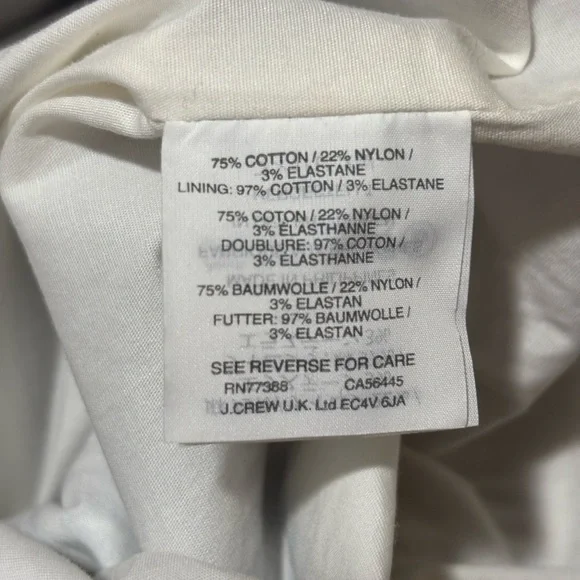 75% COTTON / 22% NYLON /
3% ELASTANE
LINING: 97% COTTON / 3% ELASTANE
75% COTON / 22% NYLON /
3% ÉLASTHANNE
DOUBLURE: 97% COTON /
3% ÉLASTHANNE
75% BAUMWOLLE / 22% NYLON /
3% ELASTAN
FUTTER: 97% BAUMWOLLE /
3% ELASTAN
SEE REVERSE FOR CARE
RN77388 CA56445
J.CREW U.K. Ltd EC4V 6JA